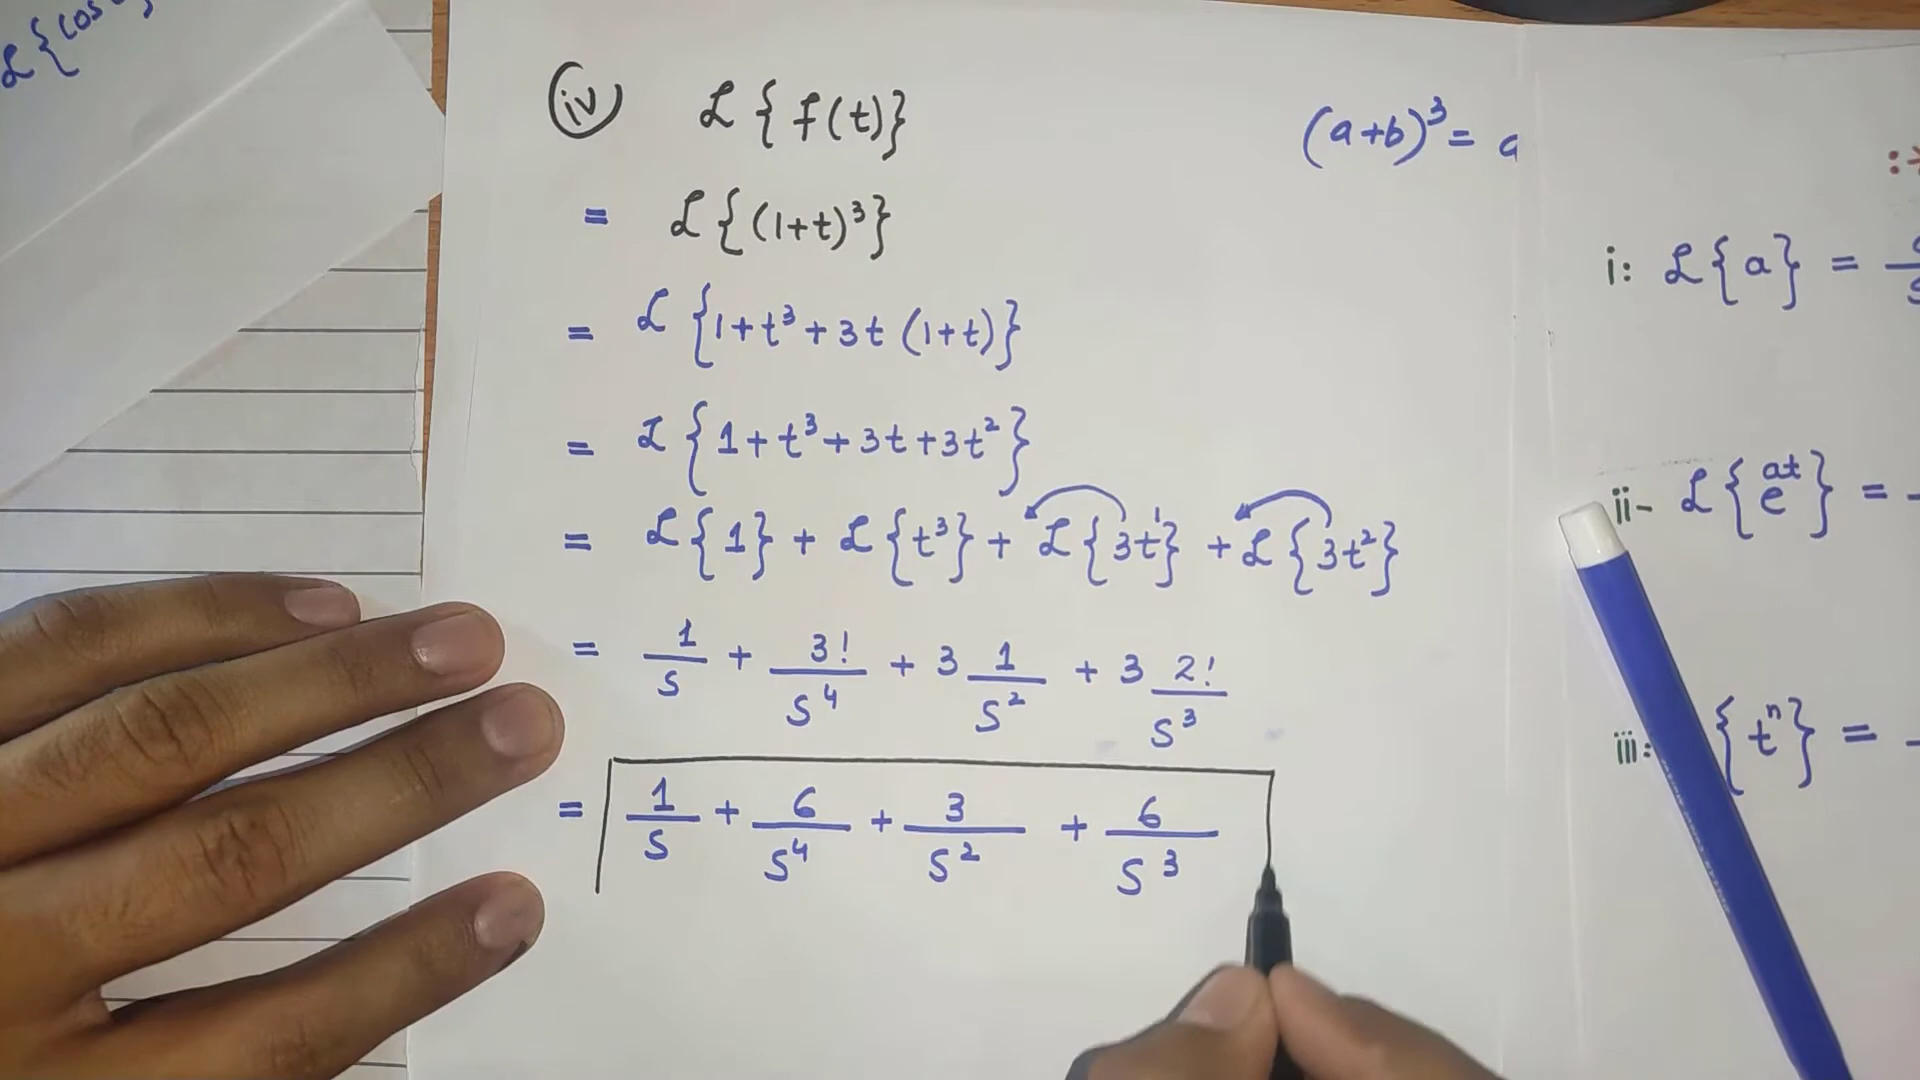 ℒ{cos
(iv) ℒ{f(t)}
= ℒ{(1+t)³}
= ℒ{1+t³+3t(1+t)}
= ℒ{1+t³+3t+3t²}
= ℒ{1} + ℒ{t³} + ℒ{3t¹} + ℒ{3t²}
= 1/s + 3!/s⁴ + 3 1/s² + 3 2!/s³
= 1/s + 6/s⁴ + 3/s² + 6/s³
(a+b)³ = a
i: ℒ{a} =
ii- ℒ{e^at} =
iii: {tⁿ} =